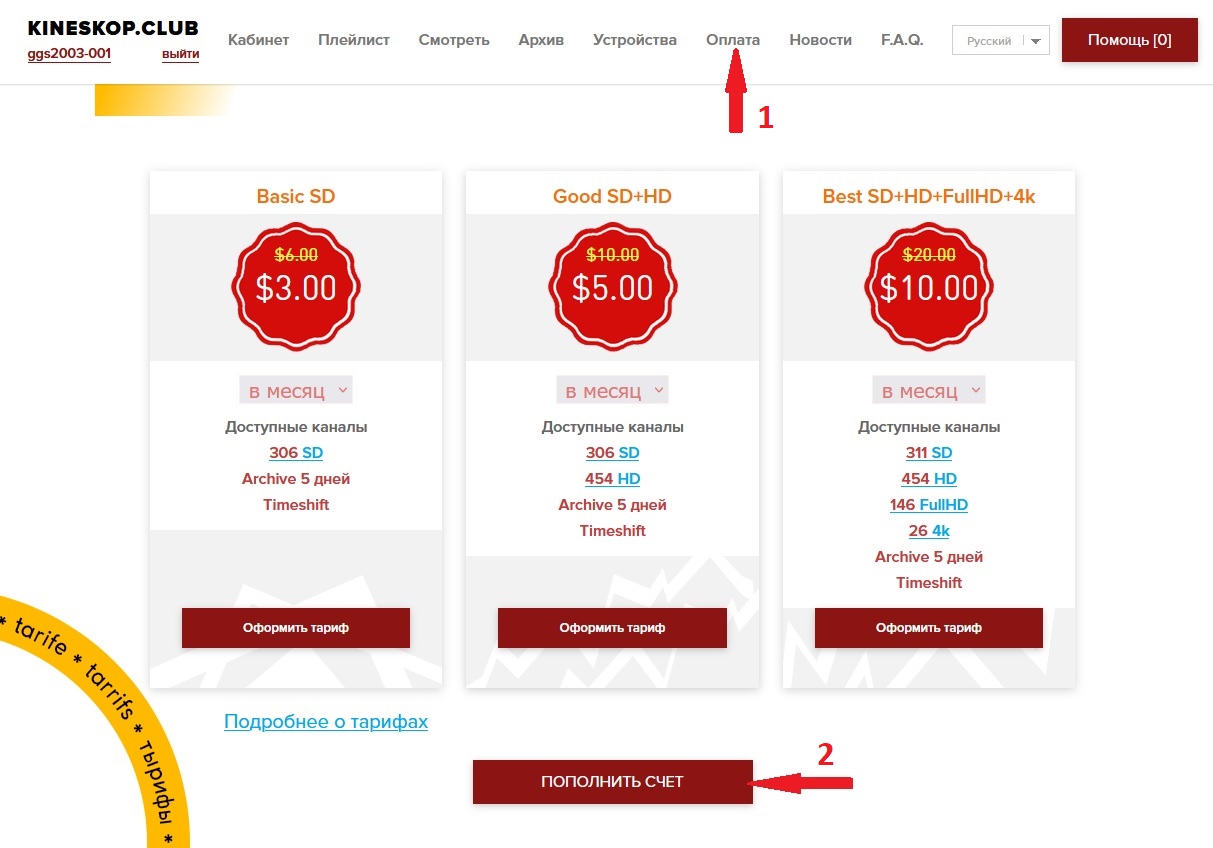 KINESKOP.CLUB
ggs2003-001 выйти
Кабинет Плейлист Смотреть Архив Устройства Оплата Новости F.A.Q. Русский Помощь [0]
1
Basic SD
$6.00
$3.00
в месяц
Доступные каналы
306 SD
Archive 5 дней
Timeshift
Оформить тариф
Good SD+HD
$10.00
$5.00
в месяц
Доступные каналы
306 SD
454 HD
Archive 5 дней
Timeshift
Оформить тариф
Best SD+HD+FullHD+4k
$20.00
$10.00
в месяц
Доступные каналы
311 SD
454 HD
146 FullHD
26 4k
Archive 5 дней
Timeshift
Оформить тариф
* tarife * tarrifs * тырифы *
Подробнее о тарифах
2
ПОПОЛНИТЬ СЧЕТ